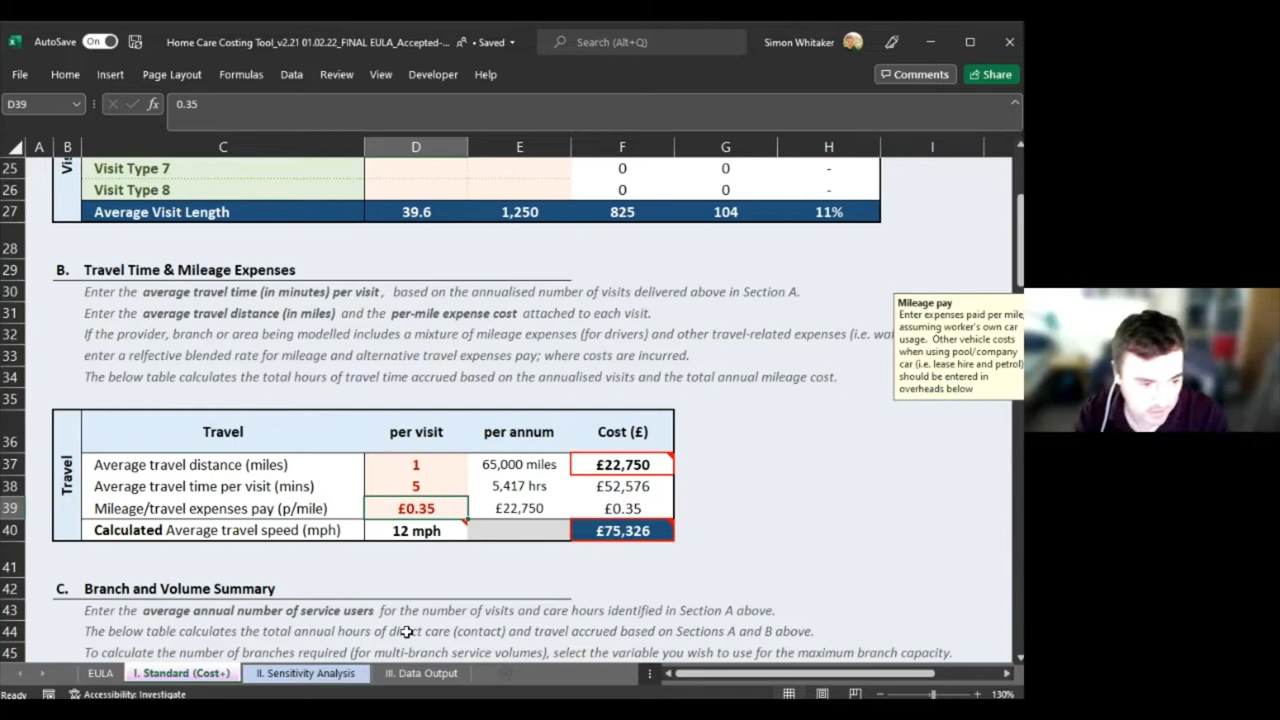 AutoSave On Home Care Costing Tool_v2.21 01.02.22_FINAL EULA_Accepted-... • Saved Search (Alt+Q) Simon Whitaker
File Home Insert Page Layout Formulas Data Review View Developer Help Comments Share
D39 fx 0.35
A B C D E F G H I
25 Visit Type 7 0 0 -
26 Visit Type 8 0 0 -
27 Average Visit Length 39.6 1,250 825 104 11%
28
29 B. Travel Time & Mileage Expenses
30 Enter the average travel time (in minutes) per visit, based on the annualised number of visits delivered above in Section A.
31 Enter the average travel distance (in miles) and the per-mile expense cost attached to each visit.
32 If the provider, branch or area being modelled includes a mixture of mileage expenses (for drivers) and other travel-related expenses (i.e.
33 enter a relfective blended rate for mileage and alternative travel expenses pay; where costs are incurred.
34 The below table calculates the total hours of travel time accrued based on the annualised visits and the total annual mileage cost.
Mileage pay
Enter expenses paid per mile,
assuming worker's own car
usage. Other vehicle costs
when using pool/company
car (i.e. lease hire and petrol)
should be entered in
overheads below
35
36 Travel per visit per annum Cost (£)
Travel
37 Average travel distance (miles) 1 65,000 miles £22,750
38 Average travel time per visit (mins) 5 5,417 hrs £52,576
39 Mileage/travel expenses pay (p/mile) £0.35 £22,750 £0.35
40 Calculated Average travel speed (mph) 12 mph £75,326
41
42 C. Branch and Volume Summary
43 Enter the average annual number of service users for the number of visits and care hours identified in Section A above.
44 The below table calculates the total annual hours of direct care (contact) and travel accrued based on Sections A and B above.
45 To calculate the number of branches required (for multi-branch service volumes), select the variable you wish to use for the maximum branch capacity.
EULA I. Standard (Cost+) II. Sensitivity Analysis III. Data Output
Ready Accessibility: Investigate 130%